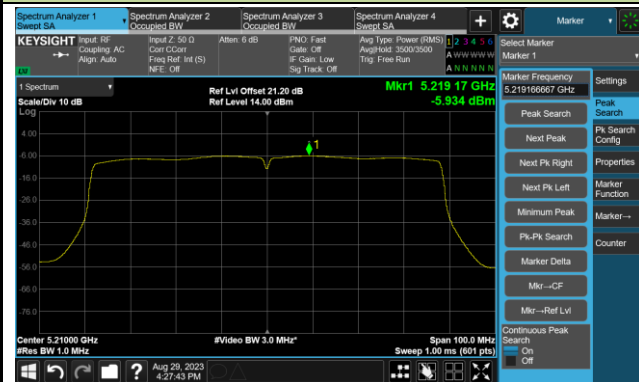 Spectrum Analyzer 1
Swept SA
Spectrum Analyzer 2
Occupied BW
Spectrum Analyzer 3
Occupied BW
Spectrum Analyzer 4
Swept SA
+
Marker
KEYSIGHT
Input: RF
Coupling: AC
Align: Auto
Input Z: 50 Ω
Corr CCorr
Freq Ref: Int (S)
NFE: Off
Atten: 6 dB
PNO: Fast
Gate: Off
IF Gain: Low
Sig Track: Off
Avg Type: Power (RMS)
Avg|Hold: 3500/3500
Trig: Free Run
1 2 3 4 5 6
A W W W W W
A N N N N N
LVI
Select Marker
Marker 1
1 Spectrum
Scale/Div 10 dB
Log
Ref Lvl Offset 21.20 dB
Ref Level 14.00 dBm
Mkr1 5.219 17 GHz
-5.934 dBm
4.00
-6.00
-16.0
-26.0
-36.0
-46.0
-56.0
-66.0
-76.0
1
Center 5.21000 GHz
#Res BW 1.0 MHz
#Video BW 3.0 MHz*
Span 100.0 MHz
Sweep 1.00 ms (601 pts)
Marker Frequency
5.219166667 GHz
Peak Search
Next Peak
Next Pk Right
Next Pk Left
Minimum Peak
Pk-Pk Search
Marker Delta
Mkr→CF
Mkr→Ref Lvl
Continuous Peak
Search
On
Off
Settings
Peak
Search
Pk Search
Config
Properties
Marker
Function
Marker→
Counter
?
Aug 29, 2023
4:27:43 PM